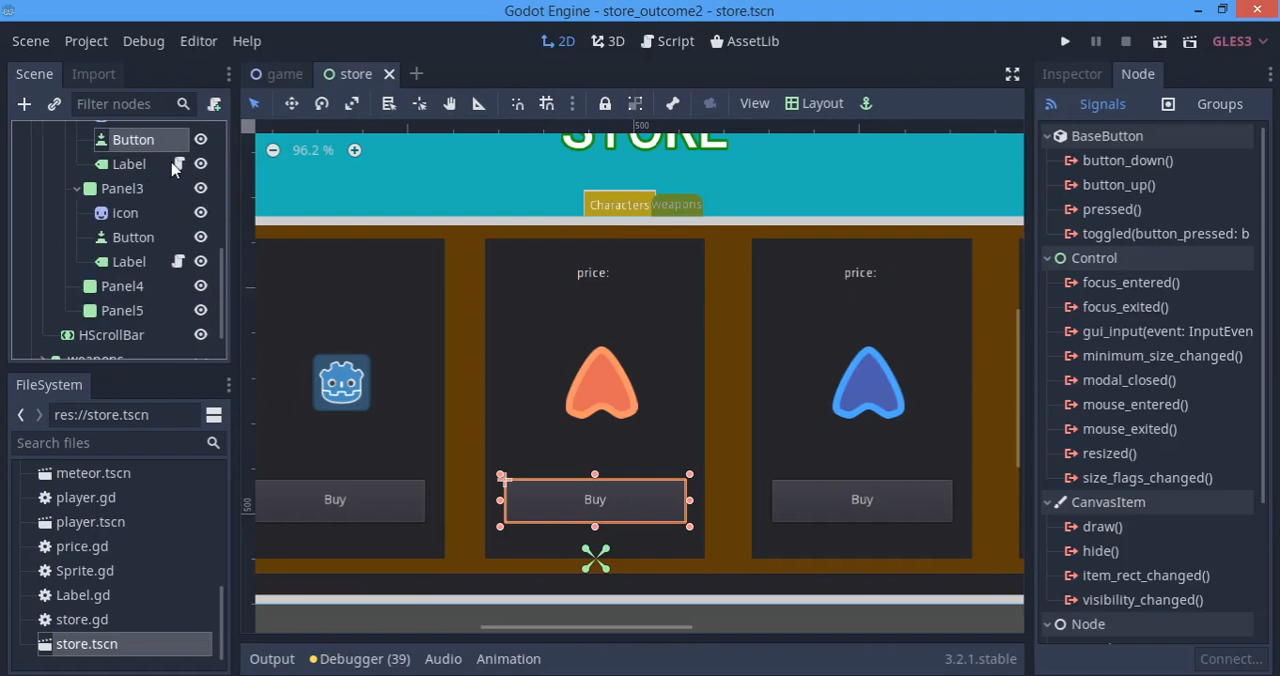 Godot Engine - store_outcome2 - store.tscn
Scene Project Debug Editor Help
2D 3D Script AssetLib
GLES3
Scene Import
game store
Inspector Node
Filter nodes
View Layout
Signals Groups
Button
Label
Panel3
icon
Button
Label
Panel4
Panel5
HScrollBar
weapons
500
96.2 %
STORE
Characters weapons
price:
price:
Buy
Buy
Buy
500
BaseButton
button_down()
button_up()
pressed()
toggled(button_pressed: b
Control
focus_entered()
focus_exited()
gui_input(event: InputEven
minimum_size_changed()
modal_closed()
mouse_entered()
mouse_exited()
resized()
size_flags_changed()
CanvasItem
draw()
hide()
item_rect_changed()
visibility_changed()
Node
FileSystem
res://store.tscn
Search files
meteor.tscn
player.gd
player.tscn
price.gd
Sprite.gd
Label.gd
store.gd
store.tscn
Output Debugger (39) Audio Animation
3.2.1.stable
Connect...